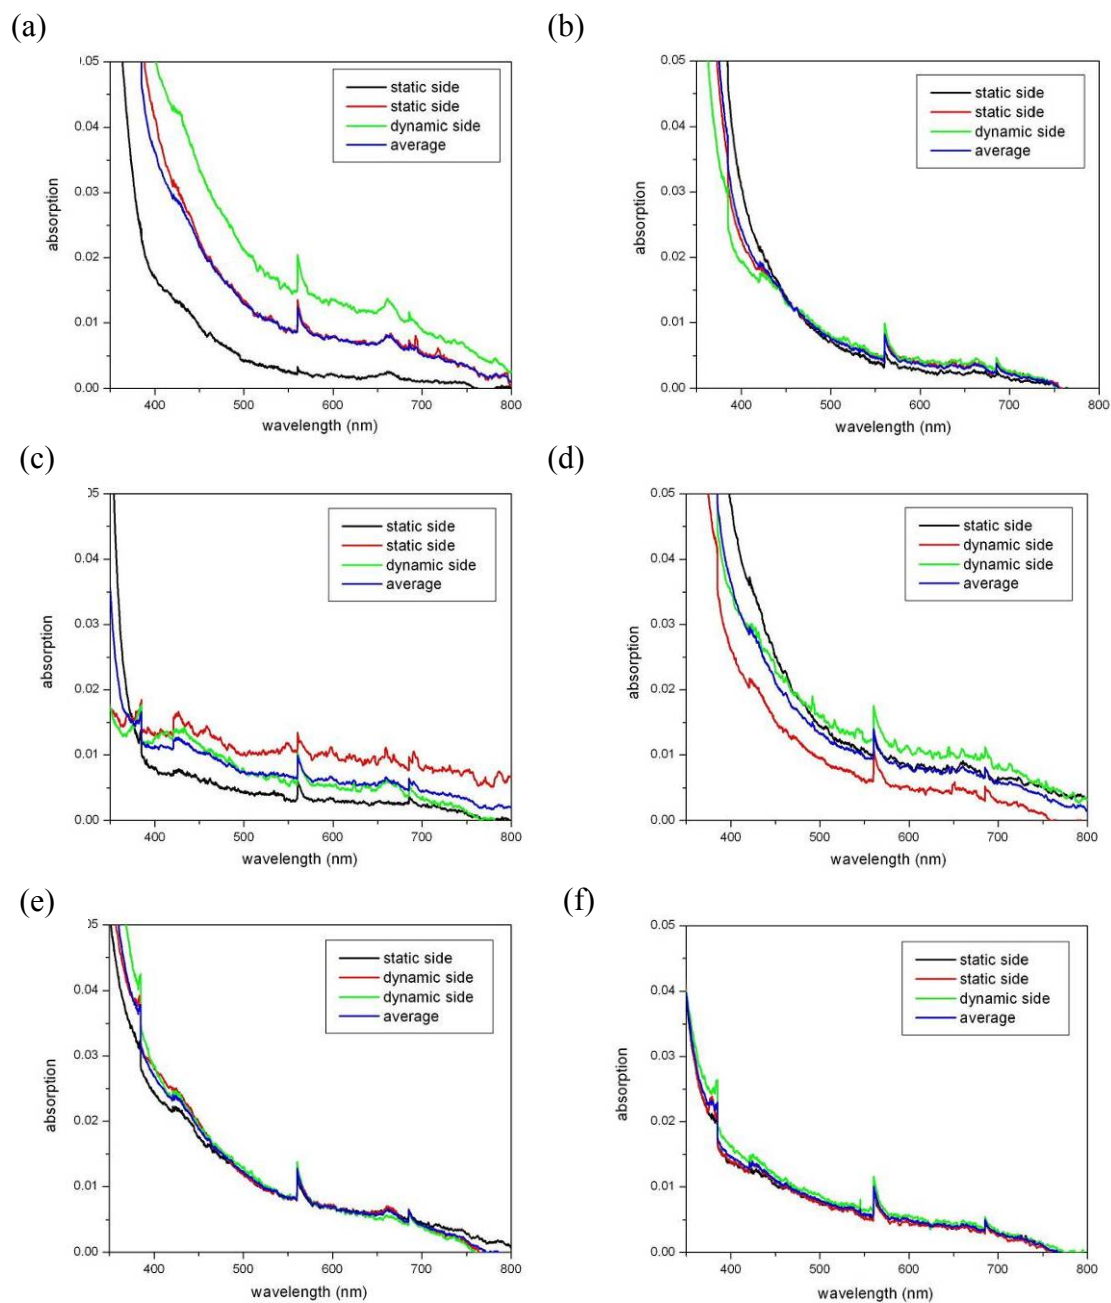 (a)
0.05
0.04
0.03
0.02
0.01
0.00
absorption
static side
static side
dynamic side
average
400 500 600 700 800
wavelength (nm)
(b)
0.05
0.04
0.03
0.02
0.01
0.00
absorption
static side
static side
dynamic side
average
400 500 600 700 800
wavelength (nm)
(c)
05
0.04
0.03
0.02
0.01
0.00
absorption
static side
static side
dynamic side
average
400 500 600 700 800
wavelength (nm)
(d)
0.05
0.04
0.03
0.02
0.01
0.00
absorption
static side
dynamic side
dynamic side
average
400 500 600 700 800
wavelength (nm)
(e)
05
0.04
0.03
0.02
0.01
0.00
absorption
static side
dynamic side
dynamic side
average
400 500 600 700 800
wavelength (nm)
(f)
0.05
0.04
0.03
0.02
0.01
0.00
absorption
static side
static side
dynamic side
average
400 500 600 700 800
wavelength (nm)